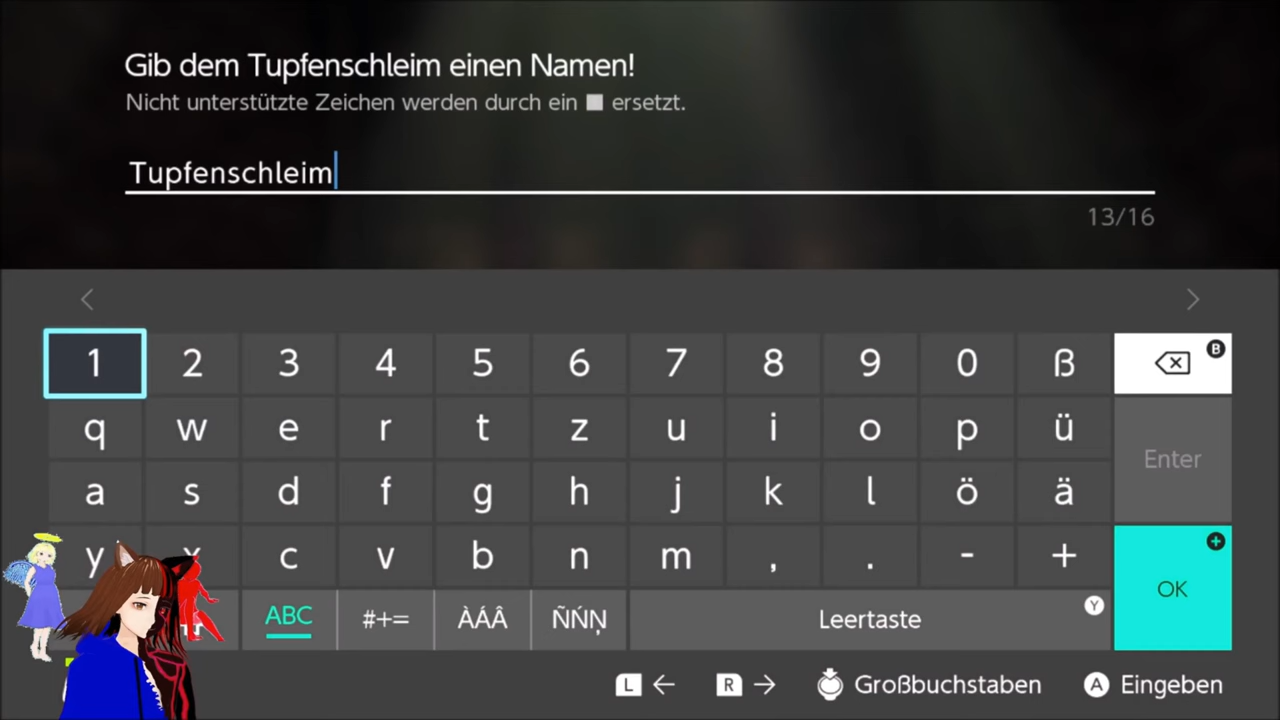 Gib dem Tupfenschleim einen Namen!
Nicht unterstützte Zeichen werden durch ein ■ ersetzt.
Tupfenschleim
13/16
1 2 3 4 5 6 7 8 9 0 ß B
q w e r t z u i o p ü
Enter
a s d f g h j k l ö ä
y x c v b n m , . - + +
OK
ABC #+= ÀÁÂ ÑŃŅ Leertaste Y
L ← R → Großbuchstaben A Eingeben